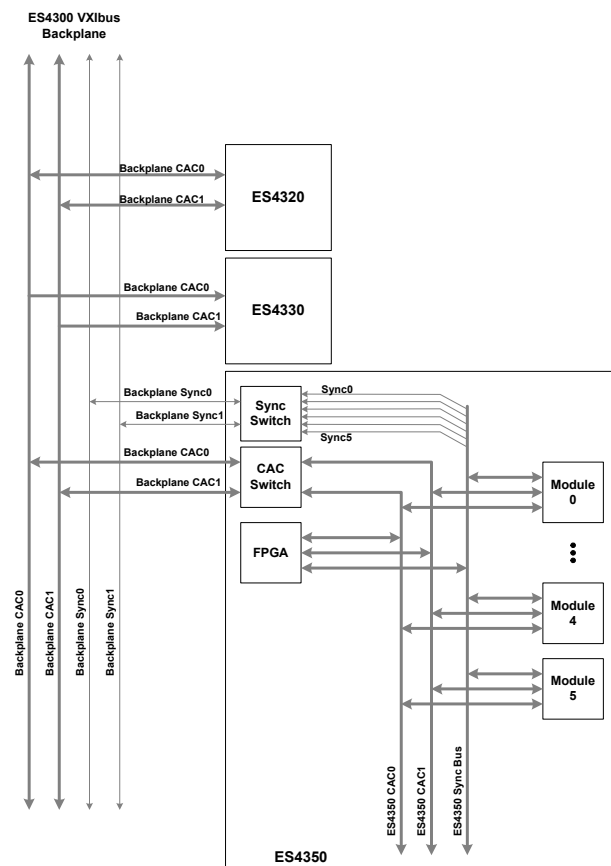 ES4300 VXIbus
Backplane
Backplane CAC0
Backplane CAC1
ES4320
Backplane CAC0
Backplane CAC1
ES4330
Backplane Sync0
Backplane Sync1
Sync
Switch
Sync0
Sync5
Backplane CAC0
Backplane CAC1
CAC
Switch
FPGA
Module
0
Module
4
Module
5
Backplane CAC0
Backplane CAC1
Backplane Sync0
Backplane Sync1
ES4350 CAC0
ES4350 CAC1
ES4350 Sync Bus
ES4350